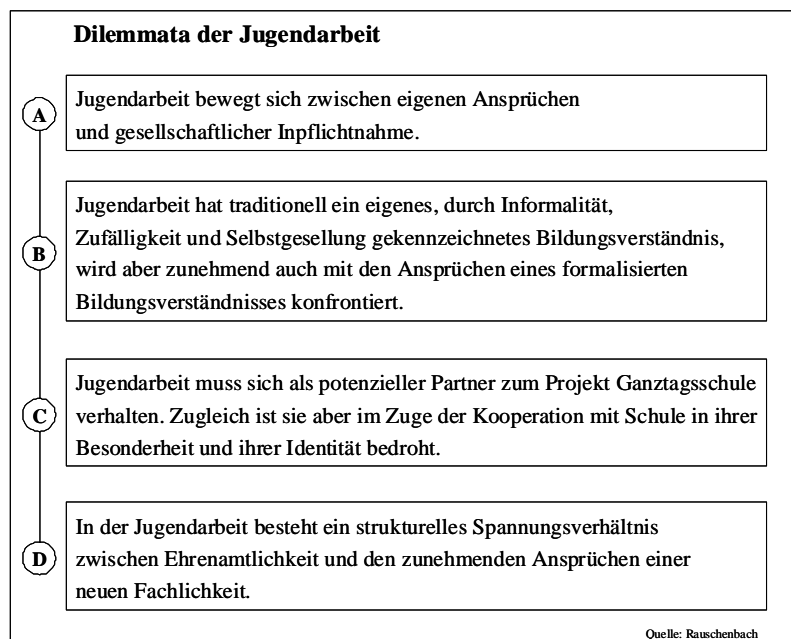 Dilemmata der Jugendarbeit
A
Jugendarbeit bewegt sich zwischen eigenen Ansprüchen
und gesellschaftlicher Inpflichtnahme.
B
Jugendarbeit hat traditionell ein eigenes, durch Informalität,
Zufälligkeit und Selbstgesellung gekennzeichnetes Bildungsverständnis,
wird aber zunehmend auch mit den Ansprüchen eines formalisierten
Bildungsverständnisses konfrontiert.
C
Jugendarbeit muss sich als potenzieller Partner zum Projekt Ganztagsschule
verhalten. Zugleich ist sie aber im Zuge der Kooperation mit Schule in ihrer
Besonderheit und ihrer Identität bedroht.
D
In der Jugendarbeit besteht ein strukturelles Spannungsverhältnis
zwischen Ehrenamtlichkeit und den zunehmenden Ansprüchen einer
neuen Fachlichkeit.
Quelle: Rauschenbach